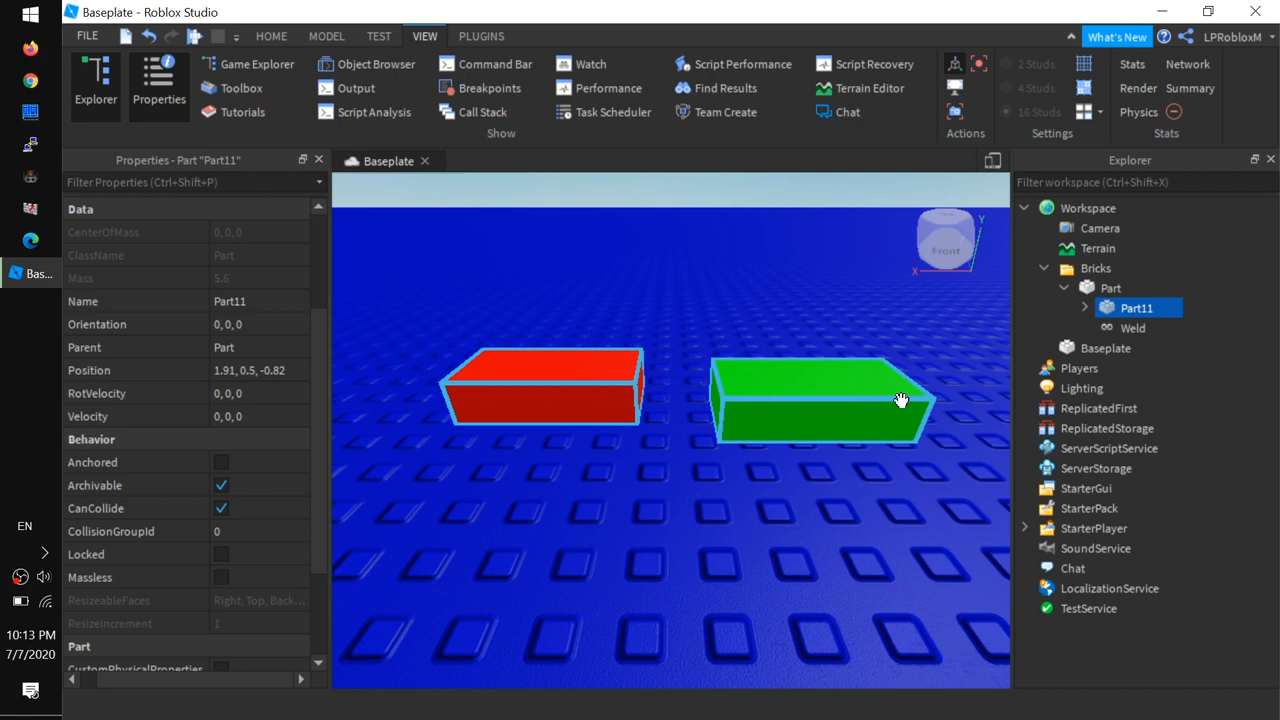 Baseplate - Roblox Studio
FILE HOME MODEL TEST VIEW PLUGINS What's New LPRobloxM
Explorer
Properties
Game Explorer
Toolbox
Tutorials
Object Browser
Output
Script Analysis
Command Bar
Breakpoints
Call Stack
Watch
Performance
Task Scheduler
Script Performance
Find Results
Team Create
Script Recovery
Terrain Editor
Chat
Show
Actions
2 Studs
4 Studs
16 Studs
Settings
Stats
Render
Physics
Network
Summary
Stats
Properties - Part "Part11"
Filter Properties (Ctrl+Shift+P)
Data
CenterOfMass 0,0,0
ClassName Part
Mass 5.6
Name Part11
Orientation 0,0,0
Parent Part
Position 1.91, 0.5, -0.82
RotVelocity 0,0,0
Velocity 0,0,0
Behavior
Anchored
Archivable
CanCollide
CollisionGroupId 0
Locked
Massless
ResizeableFaces Right, Top, Back...
ResizeIncrement 1
Part
CustomPhysicalProperties
Baseplate
Front
X
Y
Explorer
Filter workspace (Ctrl+Shift+X)
Workspace
Camera
Terrain
Bricks
Part
Part11
Weld
Baseplate
Players
Lighting
ReplicatedFirst
ReplicatedStorage
ServerScriptService
ServerStorage
StarterGui
StarterPack
StarterPlayer
SoundService
Chat
LocalizationService
TestService
Bas...
EN
10:13 PM
7/7/2020